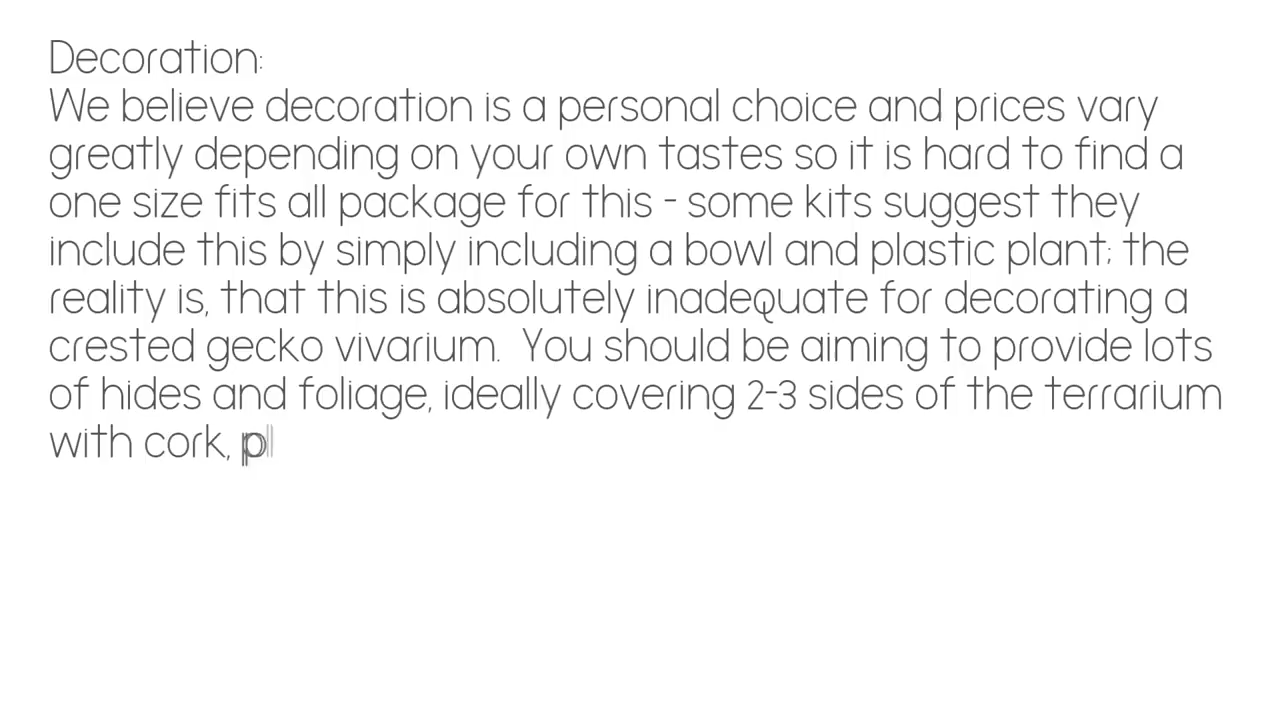 Decoration:
We believe decoration is a personal choice and prices vary
greatly depending on your own tastes so it is hard to find a
one size fits all package for this - some kits suggest they
include this by simply including a bowl and plastic plant; the
reality is, that this is absolutely inadequate for decorating a
crested gecko vivarium.  You should be aiming to provide lots
of hides and foliage, ideally covering 2-3 sides of the terrarium
with cork,